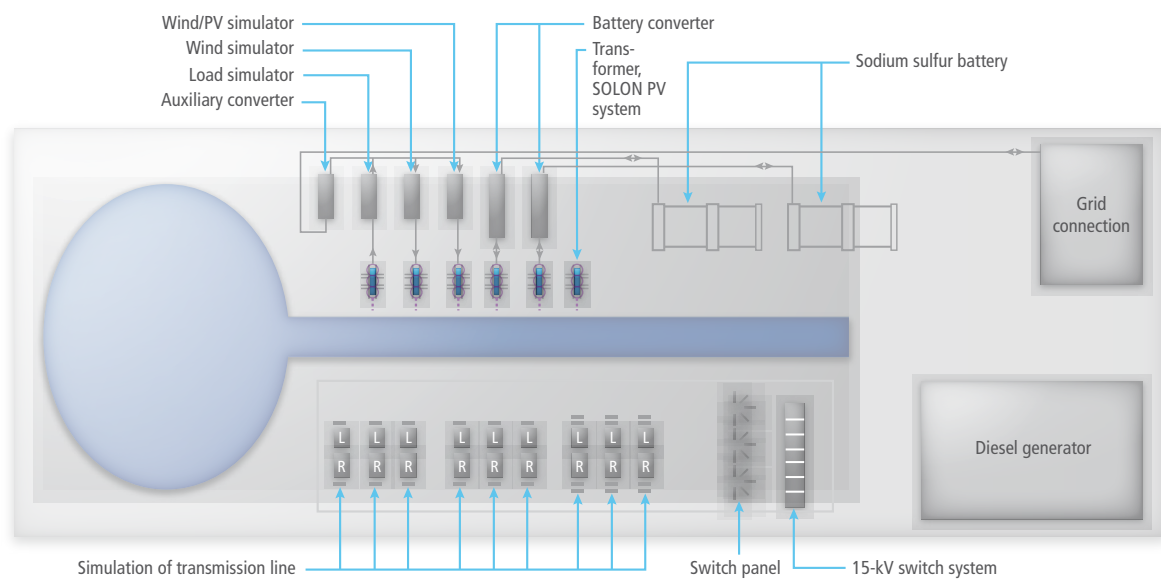 Wind/PV simulator
Wind simulator
Load simulator
Auxiliary converter
Battery converter
Trans-
former,
SOLON PV
system
Sodium sulfur battery
Grid
connection
L L L L L L L L L
R R R R R R R R R
Diesel generator
Simulation of transmission line
Switch panel
15-kV switch system